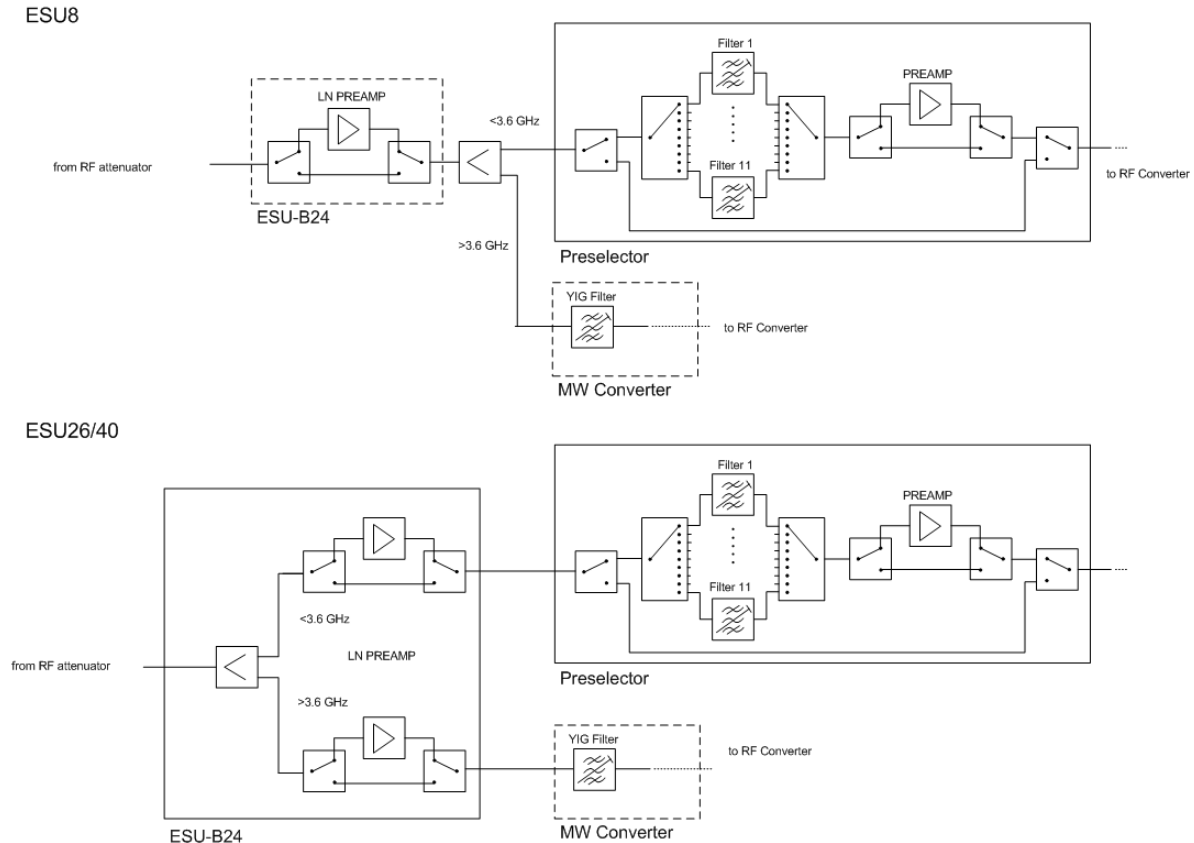 ESU8
Filter 1
PREAMP
LN PREAMP
<3.6 GHz
from RF attenuator
Filter 11
to RF Converter
ESU-B24
>3.6 GHz
Preselector
YIG Filter
to RF Converter
MW Converter
ESU26/40
Filter 1
PREAMP
Filter 11
<3.6 GHz
from RF attenuator
LN PREAMP
Preselector
>3.6 GHz
YIG Filter
to RF Converter
ESU-B24
MW Converter